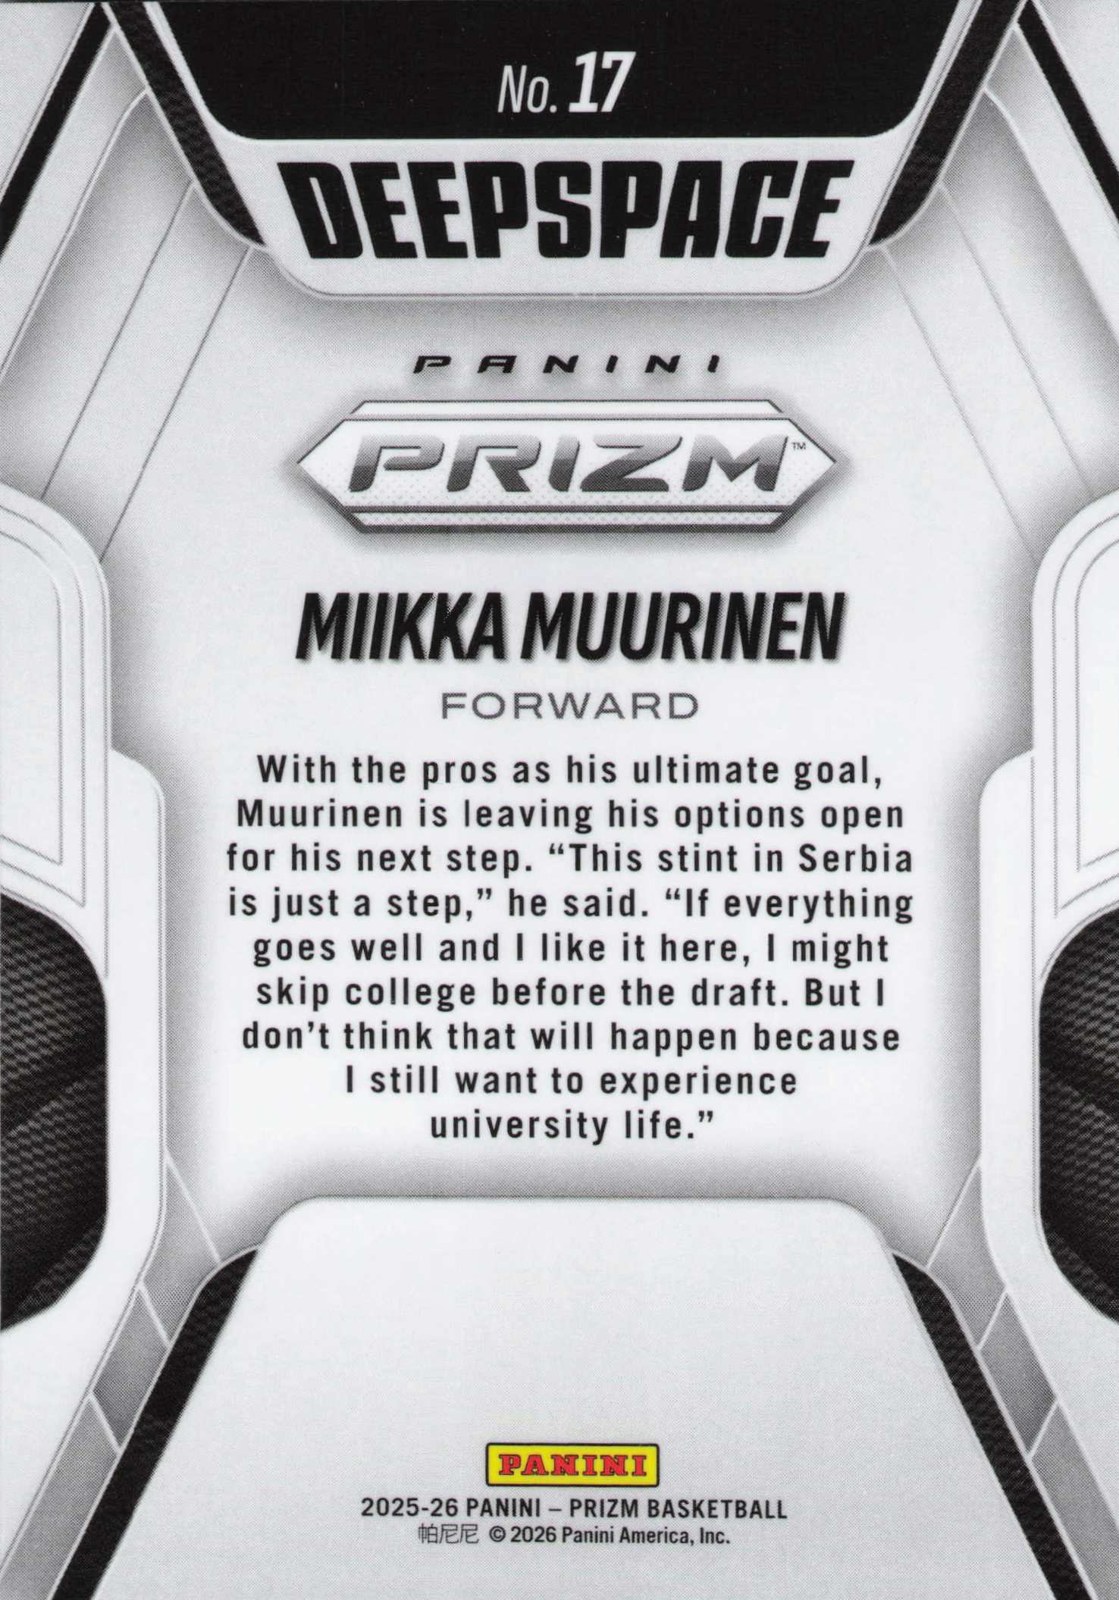 No. 17
DEEPSPACE
PANINI
PRIZM™
MIIKKA MUURINEN
FORWARD
With the pros as his ultimate goal,
Muurinen is leaving his options open
for his next step. “This stint in Serbia
is just a step,” he said. “If everything
goes well and I like it here, I might
skip college before the draft. But I
don’t think that will happen because
I still want to experience
university life.”
PANINI
2025-26 PANINI – PRIZM BASKETBALL
帕尼尼 © 2026 Panini America, Inc.